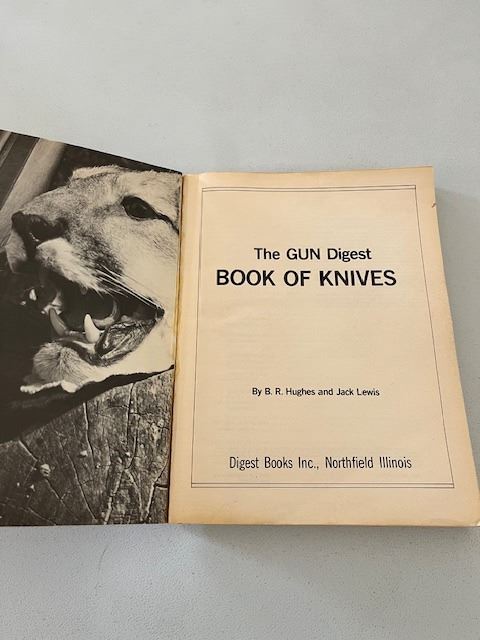 The GUN Digest
BOOK OF KNIVES
By B. R. Hughes and Jack Lewis
Digest Books Inc., Northfield Illinois